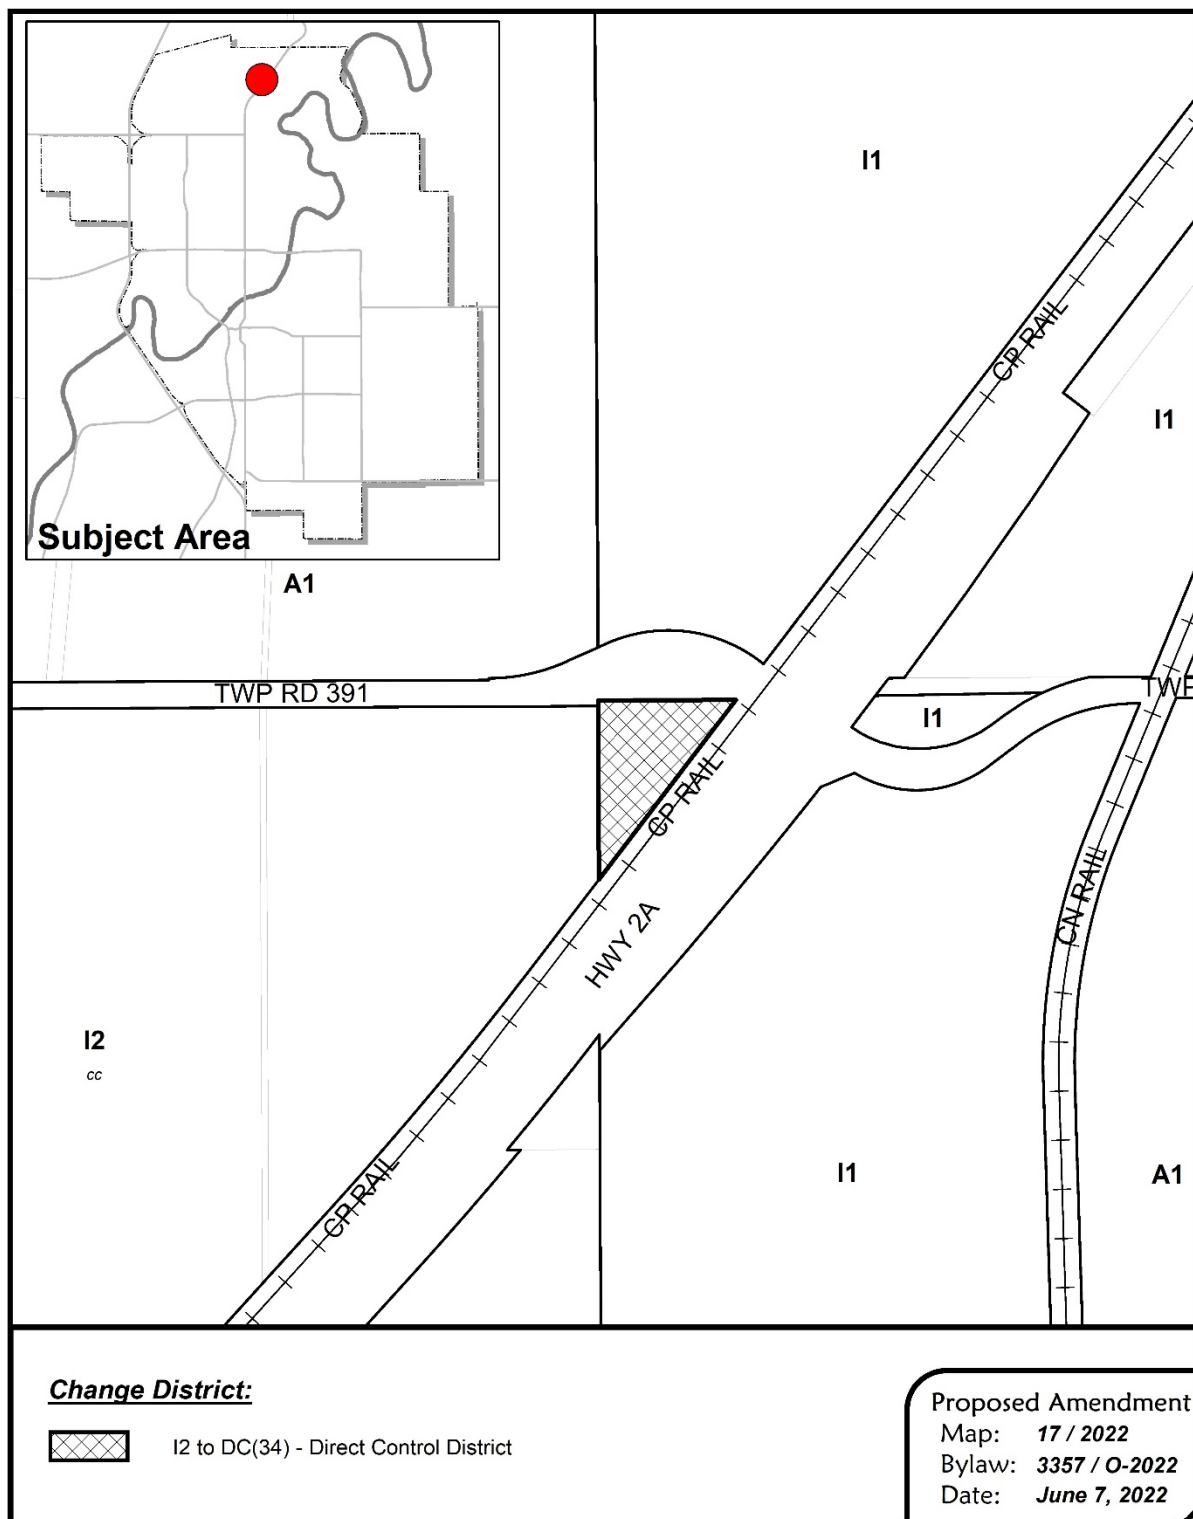 I1
CP RAIL
I1
Subject Area
A1
TWP RD 391
TWP
I1
CP RAIL
CN RAIL
HWY 2A
I2
cc
CP RAIL
I1
A1
Change District:
I2 to DC(34) - Direct Control District
Proposed Amendment
Map: 17 / 2022
Bylaw: 3357 / O-2022
Date: June 7, 2022